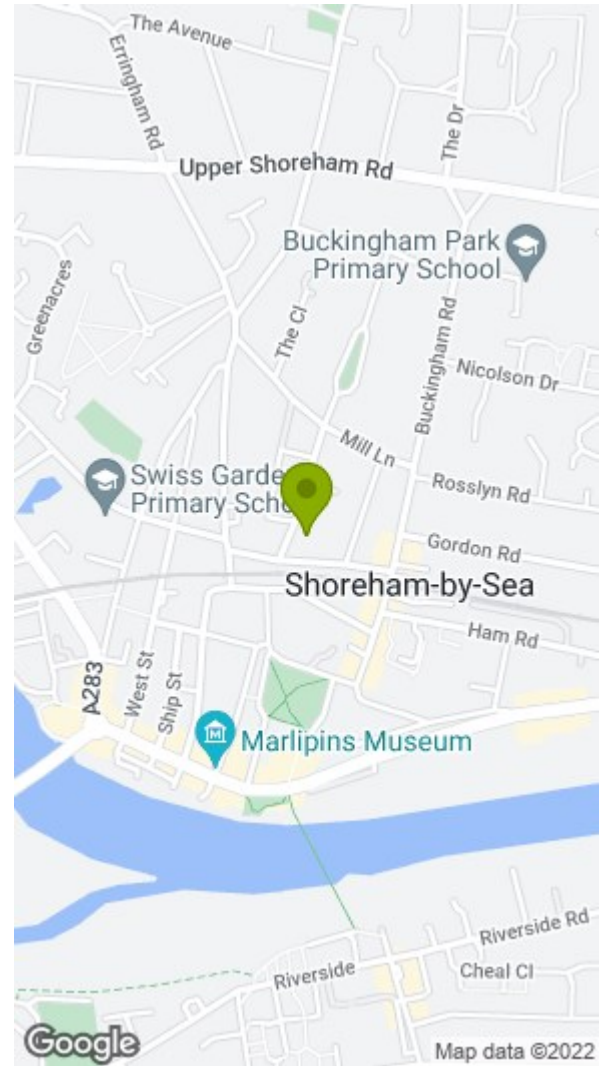 The Avenue
Erringham Rd
The Dr
Upper Shoreham Rd
Buckingham Park
Primary School
Greenacres
The Cl
Buckingham Rd
Nicolson Dr
Mill Ln
Swiss Garde
Primary Scho
Rosslyn Rd
Gordon Rd
Shoreham-by-Sea
Ham Rd
A283
West St
Ship St
Marlipins Museum
Riverside Rd
Riverside
Cheal Cl
Google
Map data ©2022